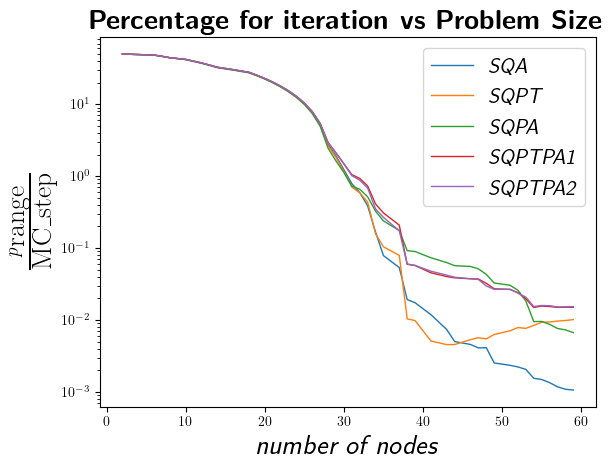 Percentage for iteration vs Problem Size
p_range
MC_step
10^1
10^0
10^-1
10^-2
10^-3
0 10 20 30 40 50 60
number of nodes
SQA
SQPT
SQPA
SQPTPA1
SQPTPA2